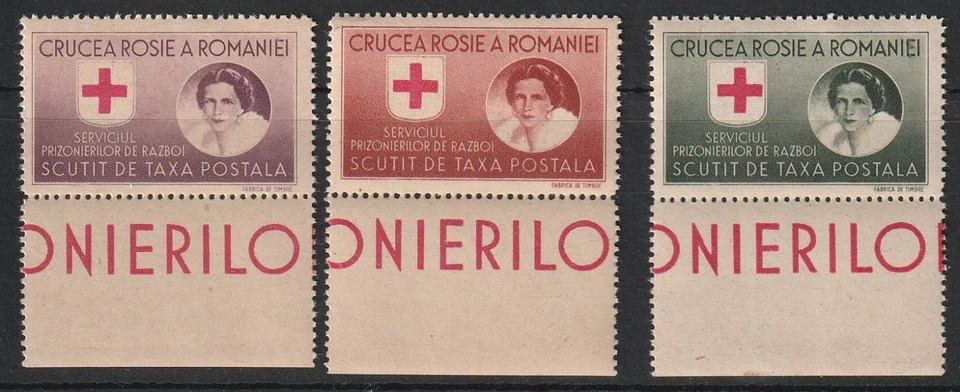 CRUCEA ROSIE A ROMANIEI
SERVICIUL
PRIZONIERILOR DE RAZBOI
SCUTIT DE TAXA POSTALA
FABRICA DE TIMBRE
ONIERILO
CRUCEA ROSIE A ROMANIEI
SERVICIUL
PRIZONIERILOR DE RAZBOI
SCUTIT DE TAXA POSTALA
FABRICA DE TIMBRE
ONIERILO
CRUCEA ROSIE A ROMANIEI
SERVICIUL
PRIZONIERILOR DE RAZBOI
SCUTIT DE TAXA POSTALA
FABRICA DE TIMBRE
ONIERILO